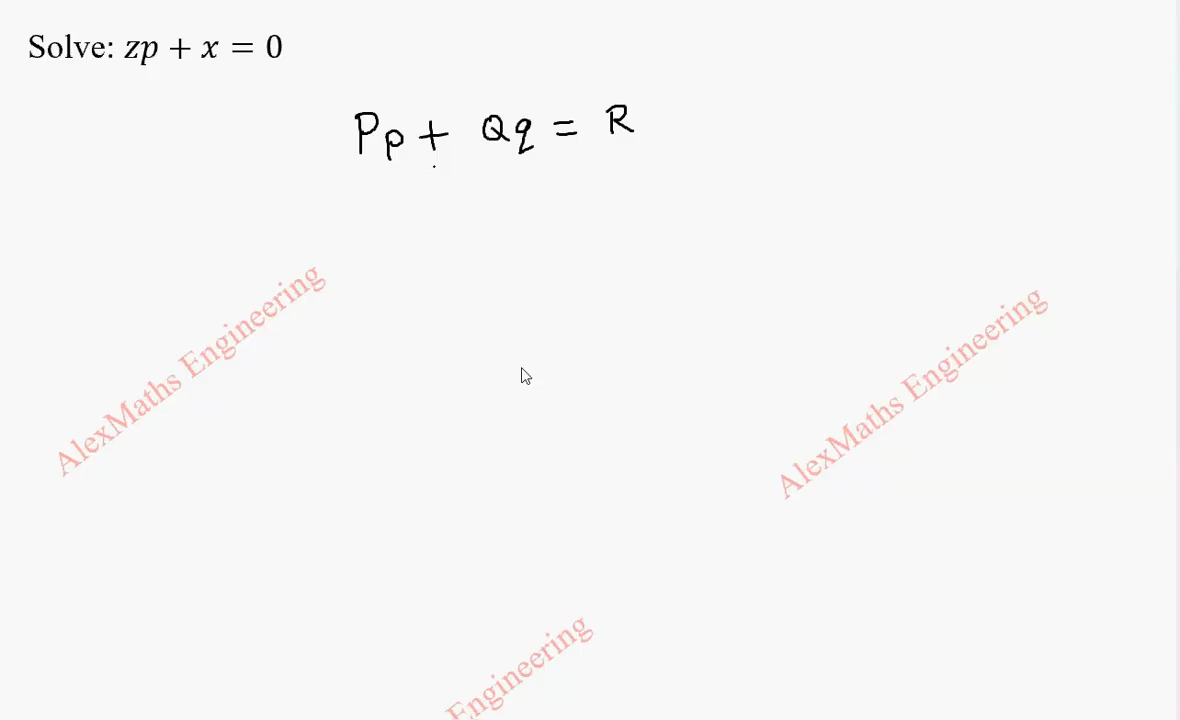 Solve: zp + x = 0
Pp + Qq = R
AlexMaths Engineering
AlexMaths Engineering
Engineering